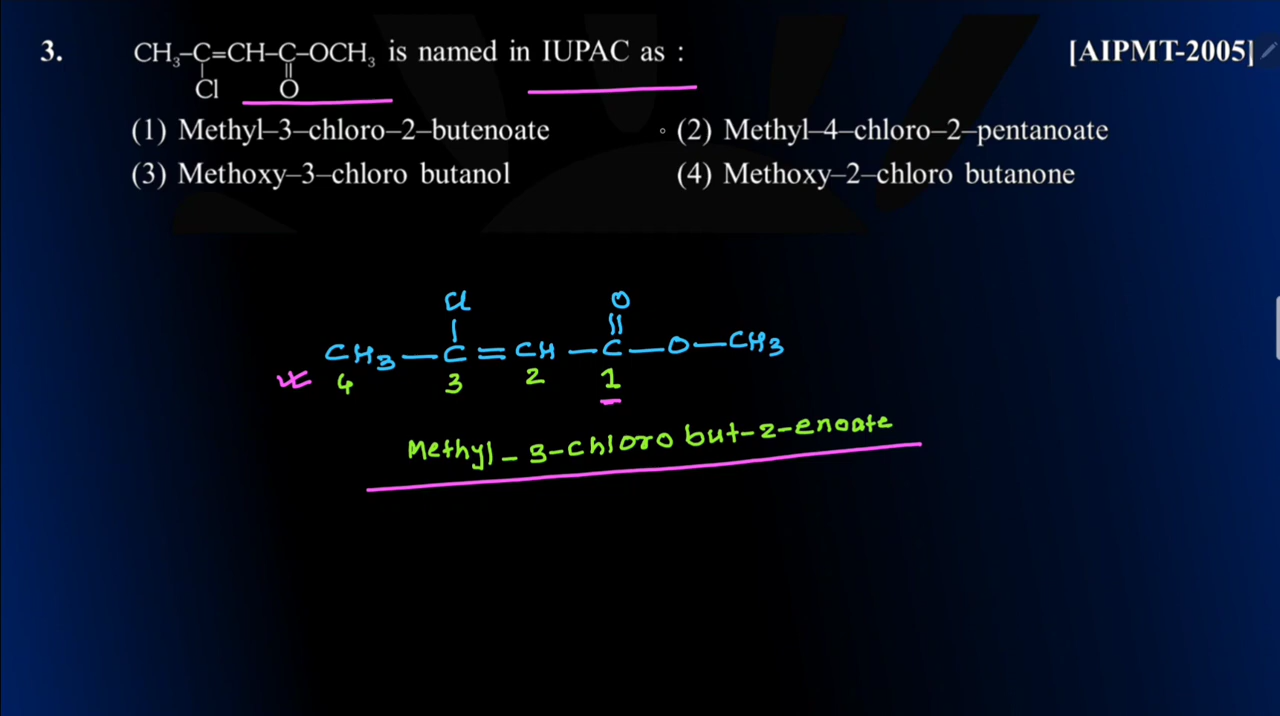 3. CH₃–C=CH–C–OCH₃ is named in IUPAC as : [AIPMT-2005]
Cl O
(1) Methyl–3–chloro–2–butenoate (2) Methyl–4–chloro–2–pentanoate
(3) Methoxy–3–chloro butanol (4) Methoxy–2–chloro butanone
Cl O
CH3—C=CH—C—O—CH3
4 3 2 1
Methyl-3-chloro but-2-enoate